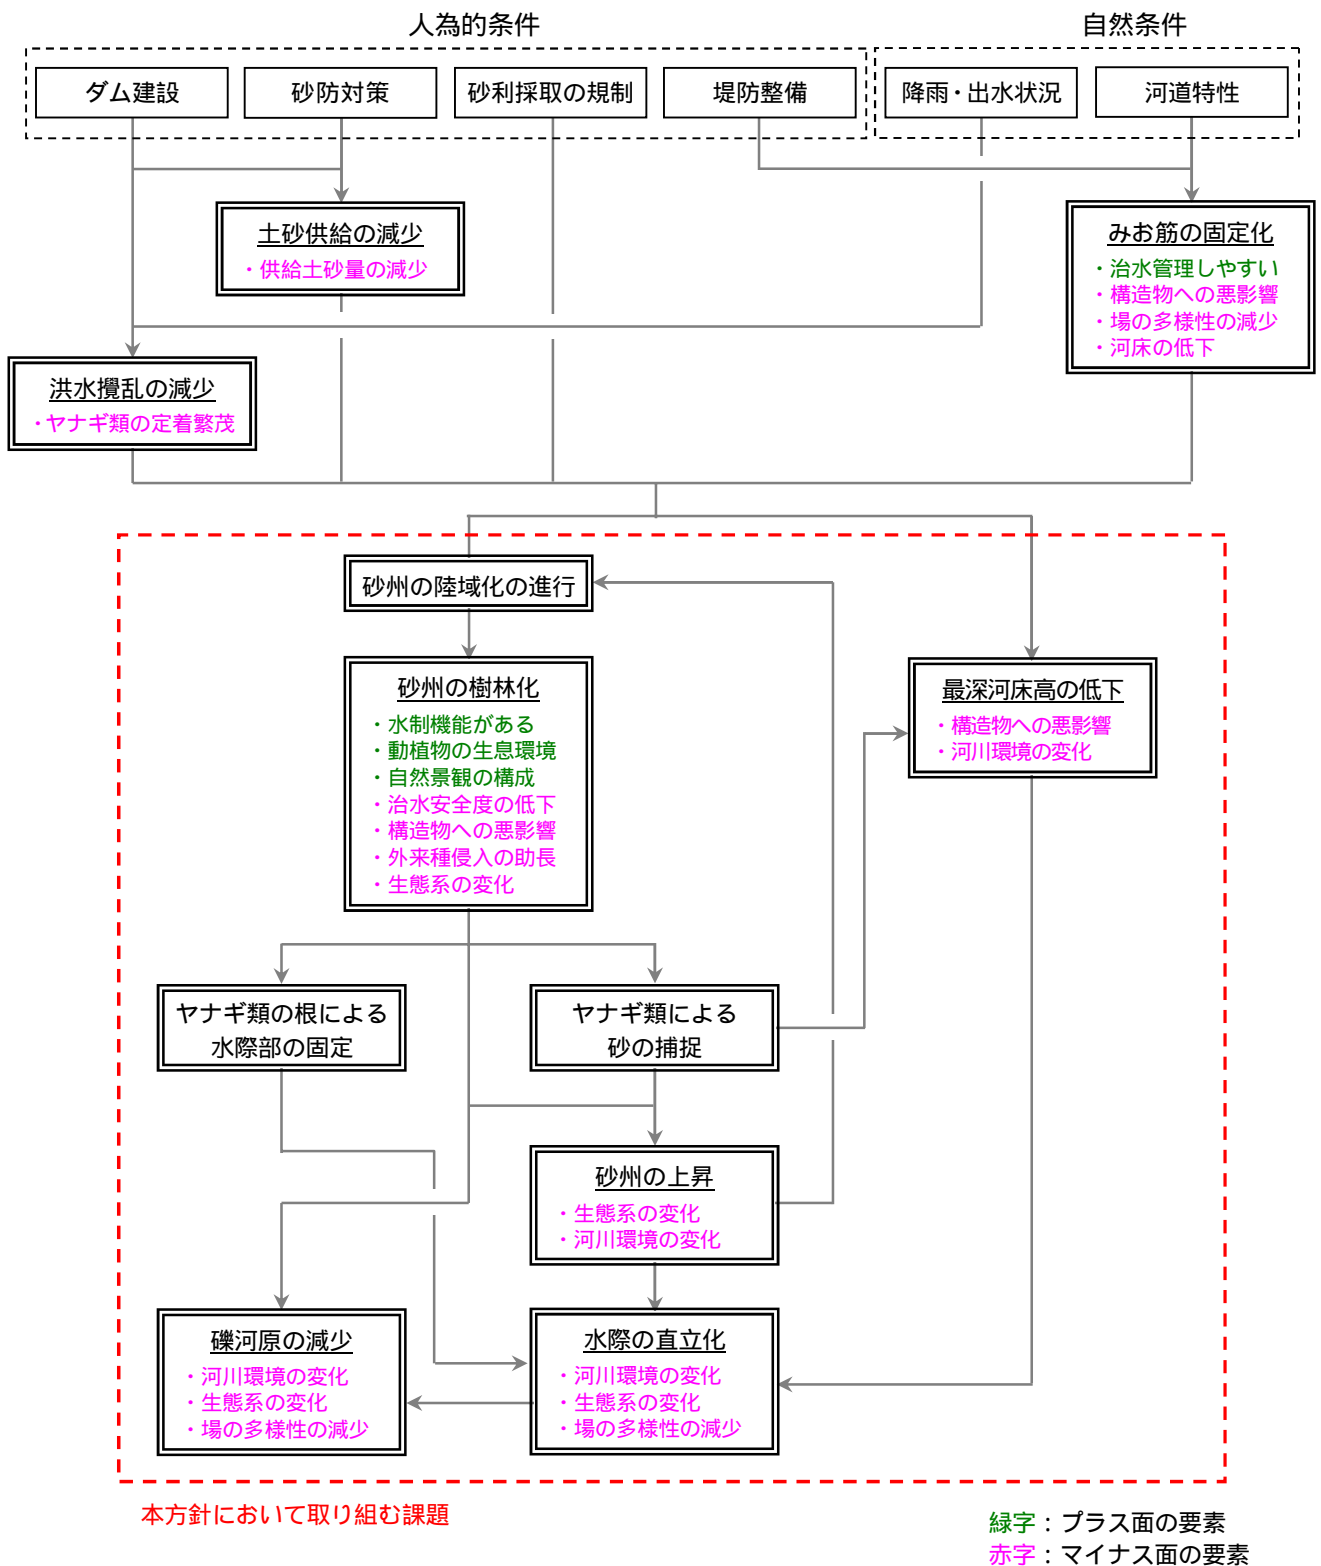 人為的条件
自然条件
ダム建設
砂防対策
砂利採取の規制
堤防整備
降雨・出水状況
河道特性
土砂供給の減少
・供給土砂量の減少
みお筋の固定化
・治水管理しやすい
・構造物への悪影響
・場の多様性の減少
・河床の低下
洪水攪乱の減少
・ヤナギ類の定着繁茂
砂州の陸域化の進行
砂州の樹林化
・水制機能がある
・動植物の生息環境
・自然景観の構成
・治水安全度の低下
・構造物への悪影響
・外来種侵入の助長
・生態系の変化
最深河床高の低下
・構造物への悪影響
・河川環境の変化
ヤナギ類の根による
水際部の固定
ヤナギ類による
砂の捕捉
砂州の上昇
・生態系の変化
・河川環境の変化
礫河原の減少
・河川環境の変化
・生態系の変化
・場の多様性の減少
水際の直立化
・河川環境の変化
・生態系の変化
・場の多様性の減少
本方針において取り組む課題
緑字：プラス面の要素
赤字：マイナス面の要素